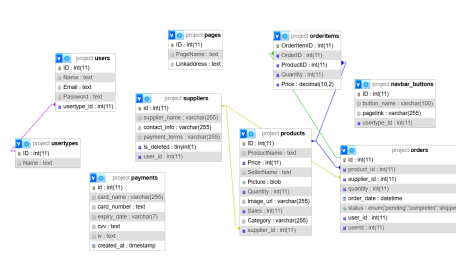 project pages
ID : int(11)
PageName : text
Linkaddress : text
project orderitems
OrderItemID : int(11)
OrderID : int(11)
ProductID : int(11)
Quantity : int(11)
Price : decimal(10,2)
project users
ID : int(11)
Name : text
Email : text
Password : text
usertype_id : int(11)
project navbar_buttons
ID : int(11)
button_name : varchar(100)
pagelink : varchar(255)
usertype_id : int(11)
project suppliers
id : int(11)
supplier_name : varchar(255)
contact_info : varchar(255)
payment_terms : varchar(255)
is_deleted : tinyint(1)
user_id : int(11)
project usertypes
ID : int(11)
Name : text
project products
ID : int(11)
ProductName : text
Price : int(11)
SellerName : text
Picture : blob
Quantity : int(11)
image_url : varchar(255)
Sales : int(11)
Category : varchar(255)
supplier_id : int(11)
project orders
id : int(11)
product_id : int(11)
supplier_id : int(11)
quantity : int(11)
order_date : datetime
status : enum('pending','completed','shippe
user_id : int(11)
userid : int(11)
project payments
id : int(11)
card_name : varchar(255)
card_number : text
expiry_date : varchar(7)
cvv : text
iv : text
created_at : timestamp